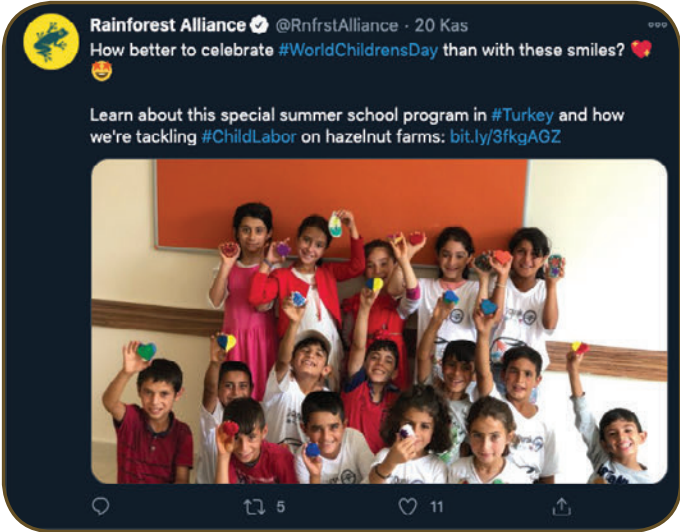 Rainforest Alliance @RnfrstAlliance · 20 Kas
How better to celebrate #WorldChildrensDay than with these smiles? 💖
🤩
Learn about this special summer school program in #Turkey and how
we're tackling #ChildLabor on hazelnut farms: bit.ly/3fkgAGZ
5 11